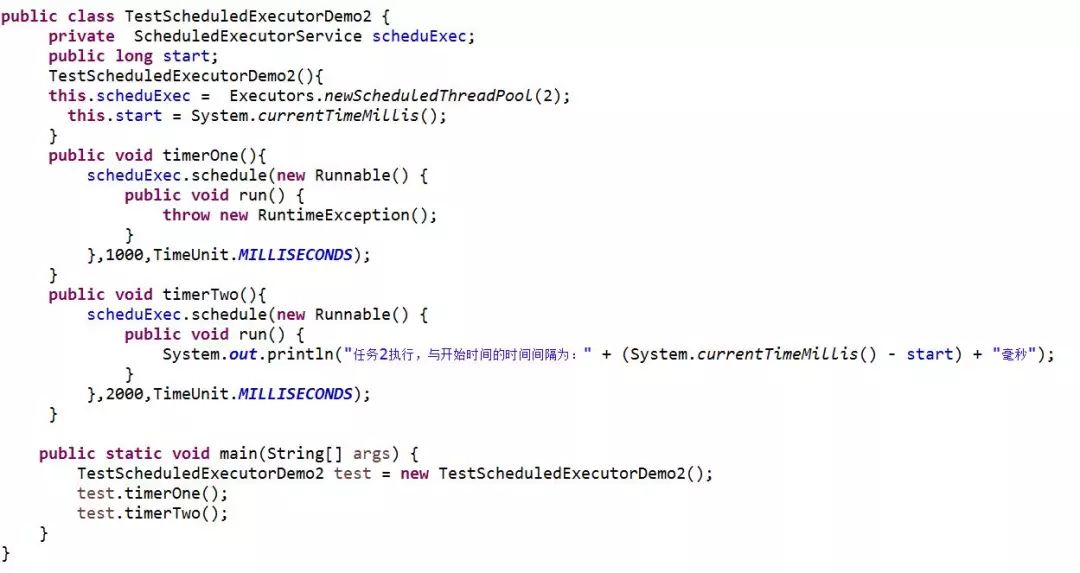 public class TestScheduledExecutorDemo2 {
     private  ScheduledExecutorService scheduExec;
     public long start;
     TestScheduledExecutorDemo2(){
     this.scheduExec =  Executors.newScheduledThreadPool(2);
       this.start = System.currentTimeMillis();
     }
     public void timerOne(){
         scheduExec.schedule(new Runnable() {
             public void run() {
                 throw new RuntimeException();
             }
         },1000,TimeUnit.MILLISECONDS);
     }
     public void timerTwo(){
         scheduExec.schedule(new Runnable() {
             public void run() {
                 System.out.println("任务2执行，与开始时间的时间间隔为：" + (System.currentTimeMillis() - start) + "毫秒");
             }
         },2000,TimeUnit.MILLISECONDS);
     }
    public static void main(String[] args) {
        TestScheduledExecutorDemo2 test = new TestScheduledExecutorDemo2();
        test.timerOne();
        test.timerTwo();
    }
}